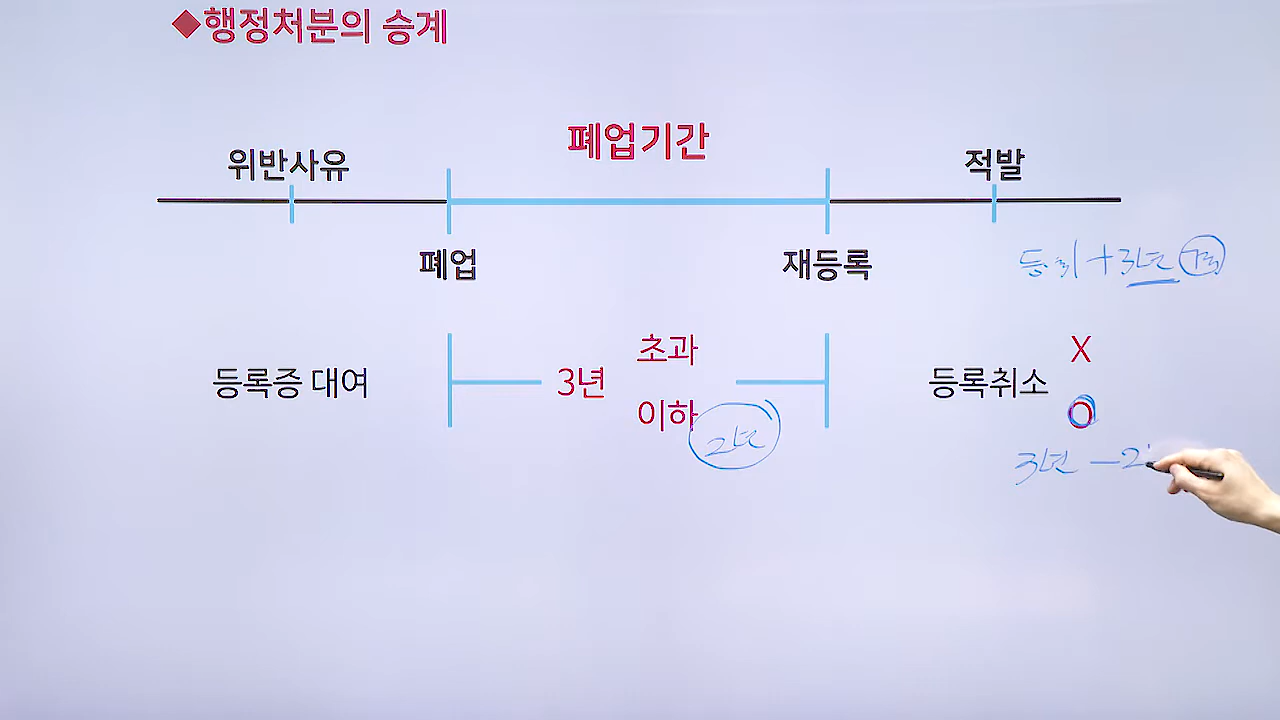 ◆행정처분의 승계
폐업기간
위반사유 적발
폐업 재등록
등취+3년
초과 X
등록증 대여 3년 등록취소
이하 O
2년
3년 -2